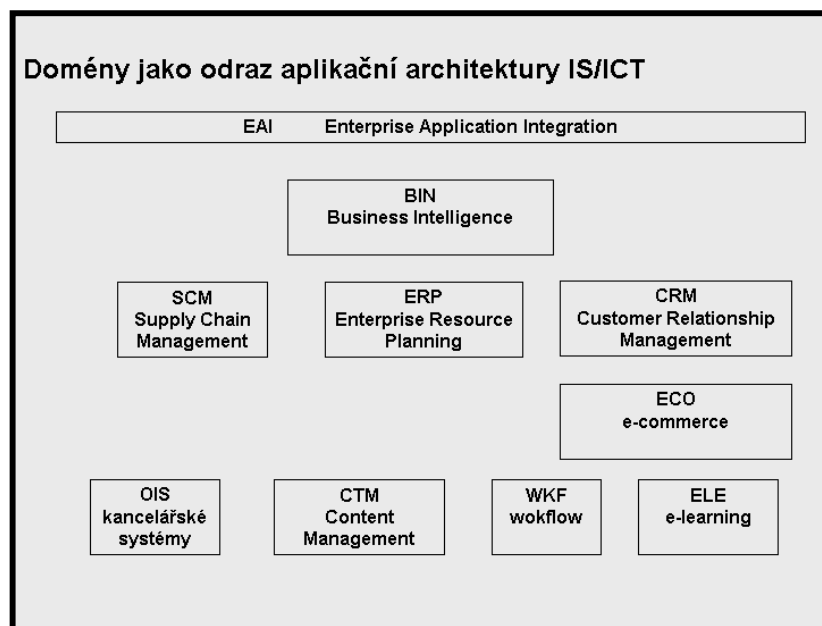 Domény jako odraz aplikační architektury IS/ICT
EAI Enterprise Application Integration
BIN
Business Intelligence
SCM
Supply Chain
Management
ERP
Enterprise Resource
Planning
CRM
Customer Relationship
Management
ECO
e-commerce
OIS
kancelářské
systémy
CTM
Content
Management
WKF
wokflow
ELE
e-learning